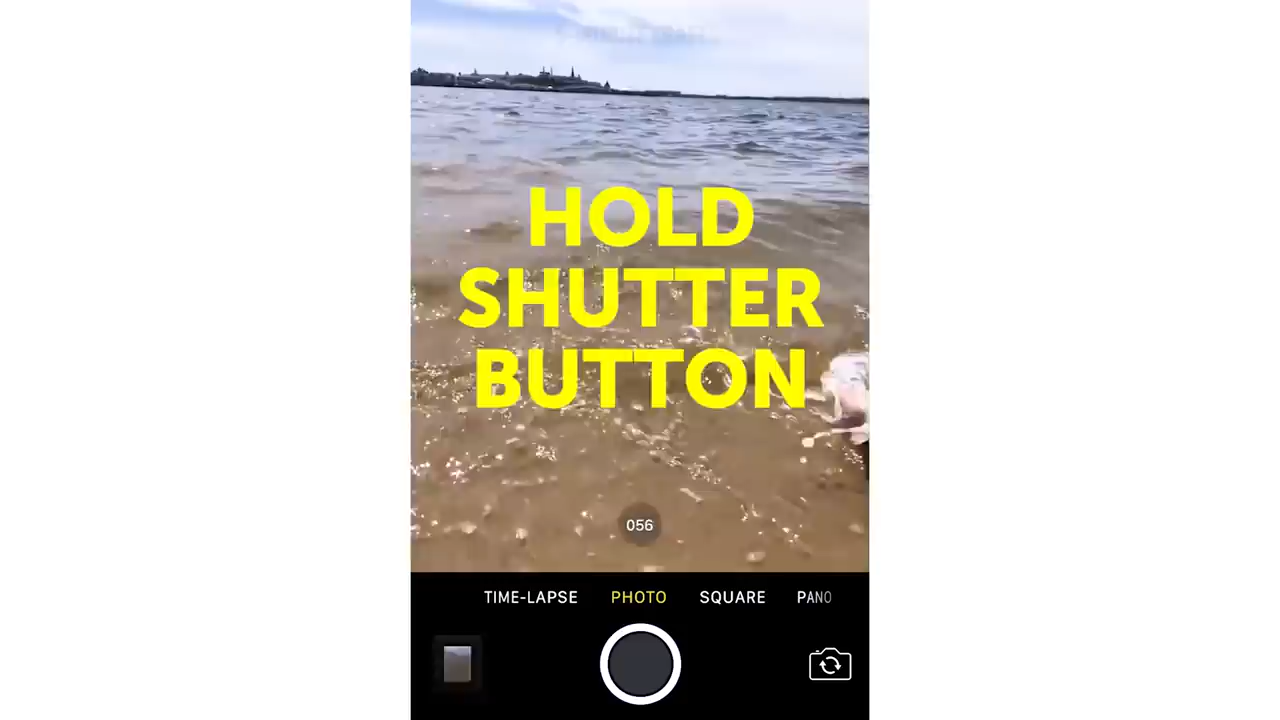 HOLD
SHUTTER
BUTTON
056
TIME-LAPSE PHOTO SQUARE PANO